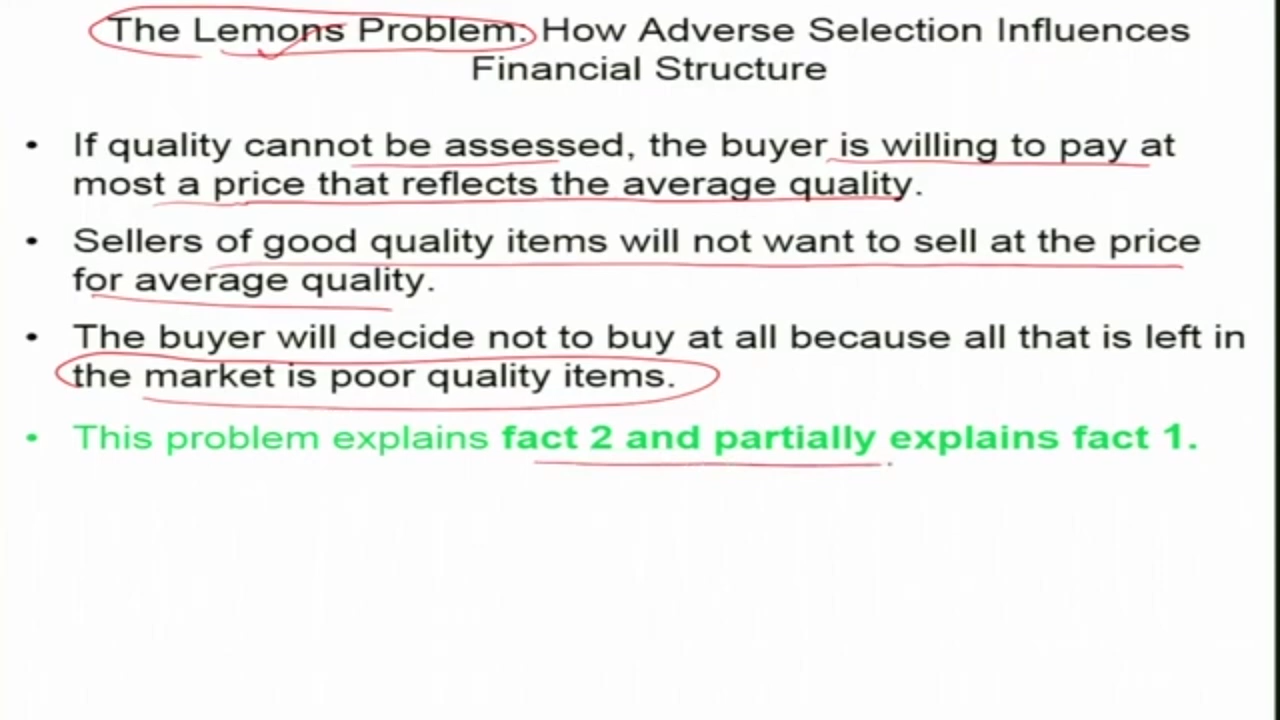 The Lemons Problem: How Adverse Selection Influences
Financial Structure
• If quality cannot be assessed, the buyer is willing to pay at
most a price that reflects the average quality.
• Sellers of good quality items will not want to sell at the price
for average quality.
• The buyer will decide not to buy at all because all that is left in
the market is poor quality items.
• This problem explains fact 2 and partially explains fact 1.